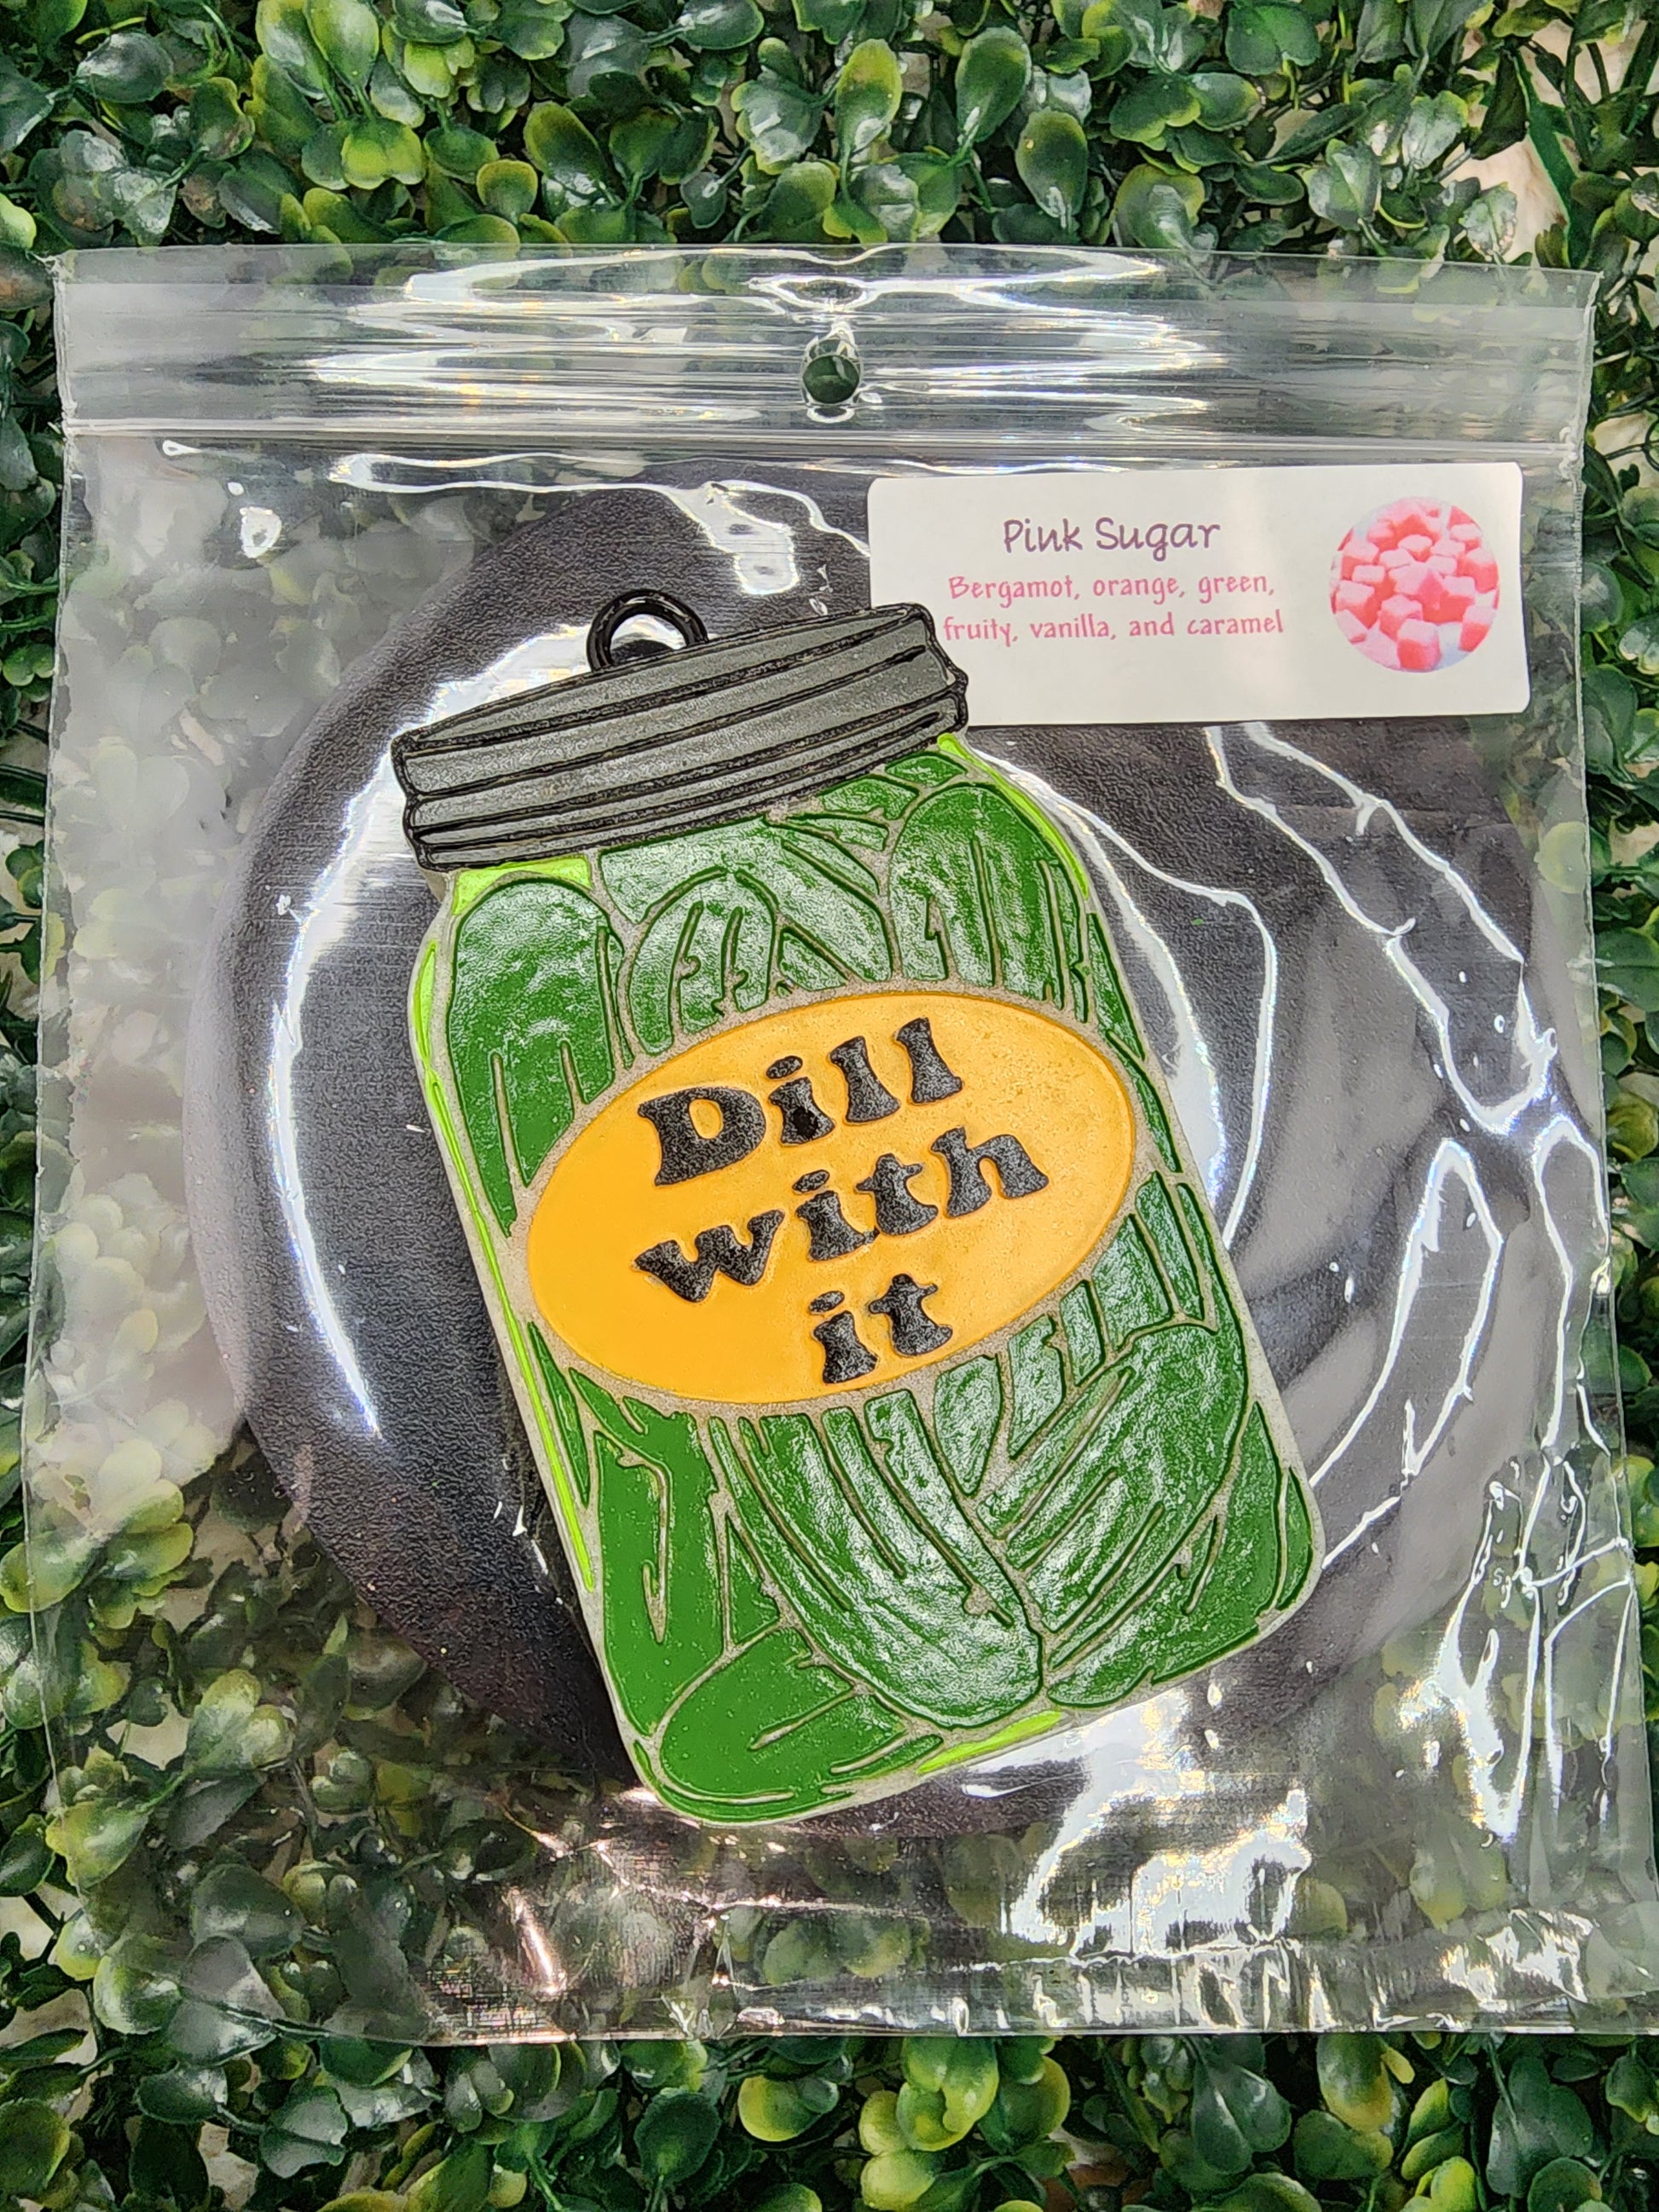 Pink Sugar
Bergamot, orange, green,
fruity, vanilla, and caramel
Dill
with
it